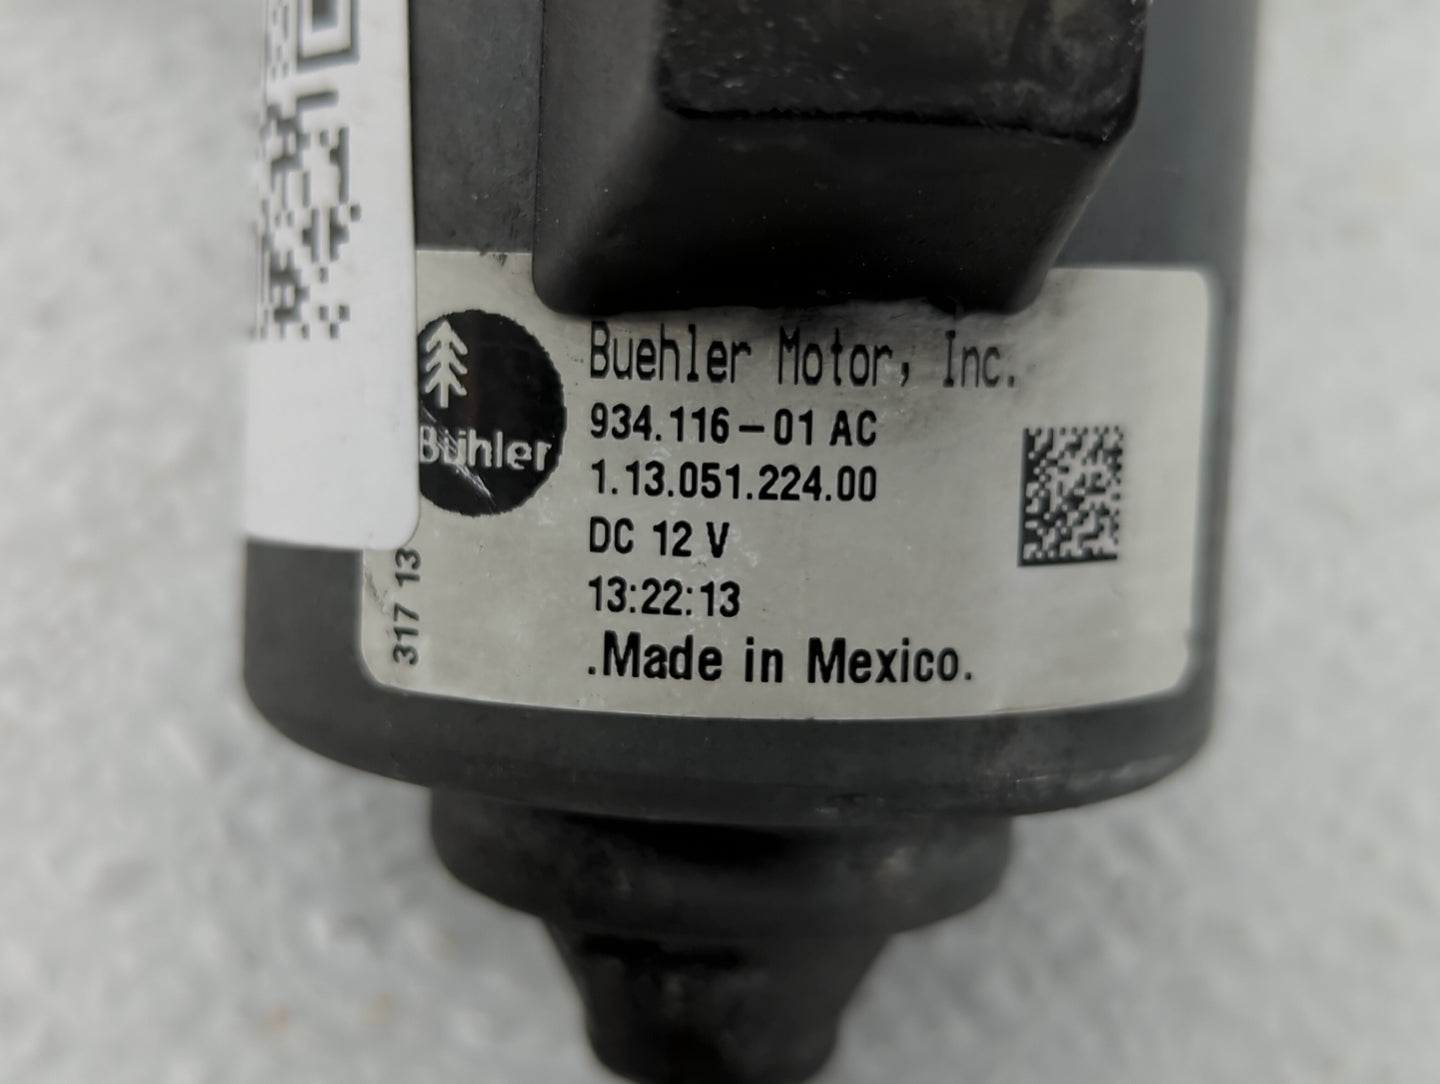 Bühler
Buehler Motor, Inc.
934.116-01 AC
1.13.051.224.00
DC 12 V
13:22:13
.Made in Mexico.
317 13